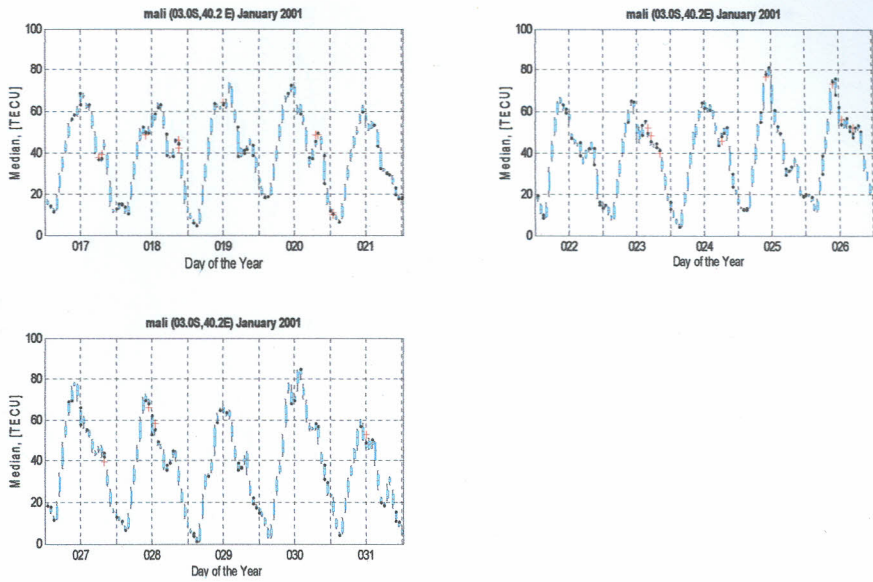 mali (03.0S,40.2 E) January 2001
100
80
60
40
20
0
Median, [TECU]
017 018 019 020 021
Day of the Year
mali (03.0S,40.2E) January 2001
100
80
60
40
20
0
Median, [TECU]
022 023 024 025 026
Day of the Year
mali (03.0S,40.2E) January 2001
100
80
60
40
20
0
Median, [TECU]
027 028 029 030 031
Day of the Year